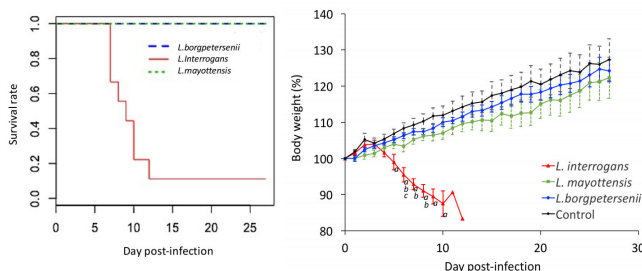 Survival rate
1.0
0.8
0.6
0.4
0.2
0.0
L.borgpetersenii
L.Interrogans
L.mayottensis
0 5 10 15 20 25
Day post-infection
Body weight (%)
130
120
110
100
90
80
a
a
b
c
a
b
a
b
a
a
L. interrogans
L. mayottensis
L.borgpetersenii
Control
0 10 20 30
Day post-infection